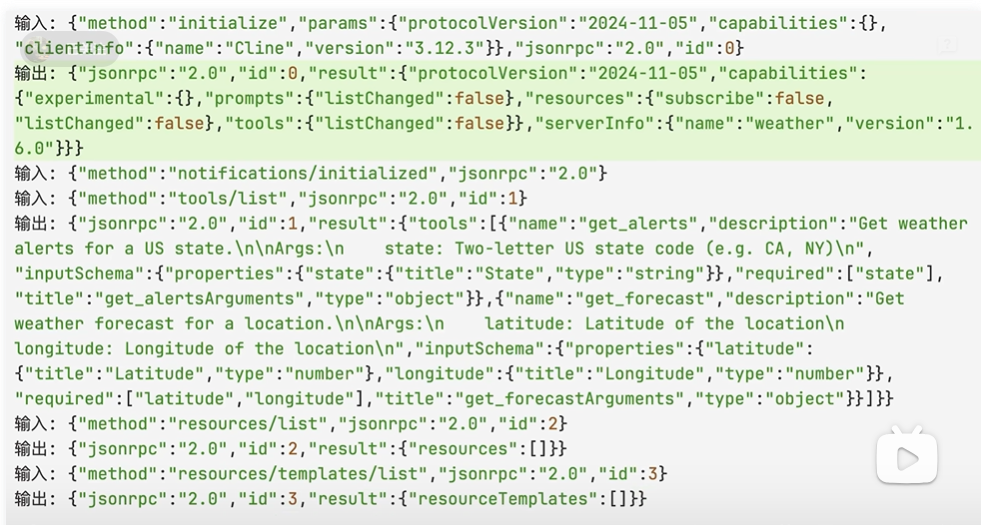 输入: {"method":"initialize","params":{"protocolVersion":"2024-11-05","capabilities":{},
"clientInfo":{"name":"Cline","version":"3.12.3"}},"jsonrpc":"2.0","id":0}
输出: {"jsonrpc":"2.0","id":0,"result":{"protocolVersion":"2024-11-05","capabilities":
{"experimental":{},"prompts":{"listChanged":false},"resources":{"subscribe":false,
"listChanged":false},"tools":{"listChanged":false}},"serverInfo":{"name":"weather","version":"1.
6.0"}}}
输入: {"method":"notifications/initialized","jsonrpc":"2.0"}
输入: {"method":"tools/list","jsonrpc":"2.0","id":1}
输出: {"jsonrpc":"2.0","id":1,"result":{"tools":[{"name":"get_alerts","description":"Get weather
alerts for a US state.\n\nArgs:\n    state: Two-letter US state code (e.g. CA, NY)\n",
"inputSchema":{"properties":{"state":{"title":"State","type":"string"}},"required":["state"],
"title":"get_alertsArguments","type":"object"}},{"name":"get_forecast","description":"Get
weather forecast for a location.\n\nArgs:\n    latitude: Latitude of the location\n
longitude: Longitude of the location\n","inputSchema":{"properties":{"latitude":
{"title":"Latitude","type":"number"},"longitude":{"title":"Longitude","type":"number"}},
"required":["latitude","longitude"],"title":"get_forecastArguments","type":"object"}}]}}
输入: {"method":"resources/list","jsonrpc":"2.0","id":2}
输出: {"jsonrpc":"2.0","id":2,"result":{"resources":[]}}
输入: {"method":"resources/templates/list","jsonrpc":"2.0","id":3}
输出: {"jsonrpc":"2.0","id":3,"result":{"resourceTemplates":[]}}